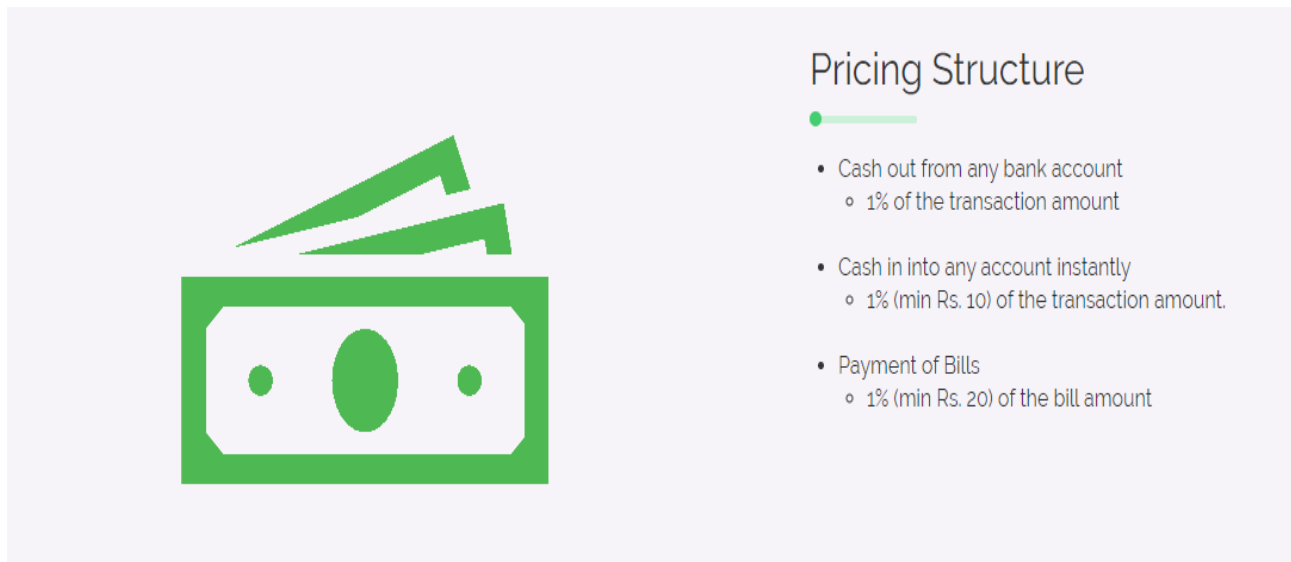 Pricing Structure
• Cash out from any bank account
◦ 1% of the transaction amount
• Cash in into any account instantly
◦ 1% (min Rs. 10) of the transaction amount.
• Payment of Bills
◦ 1% (min Rs. 20) of the bill amount